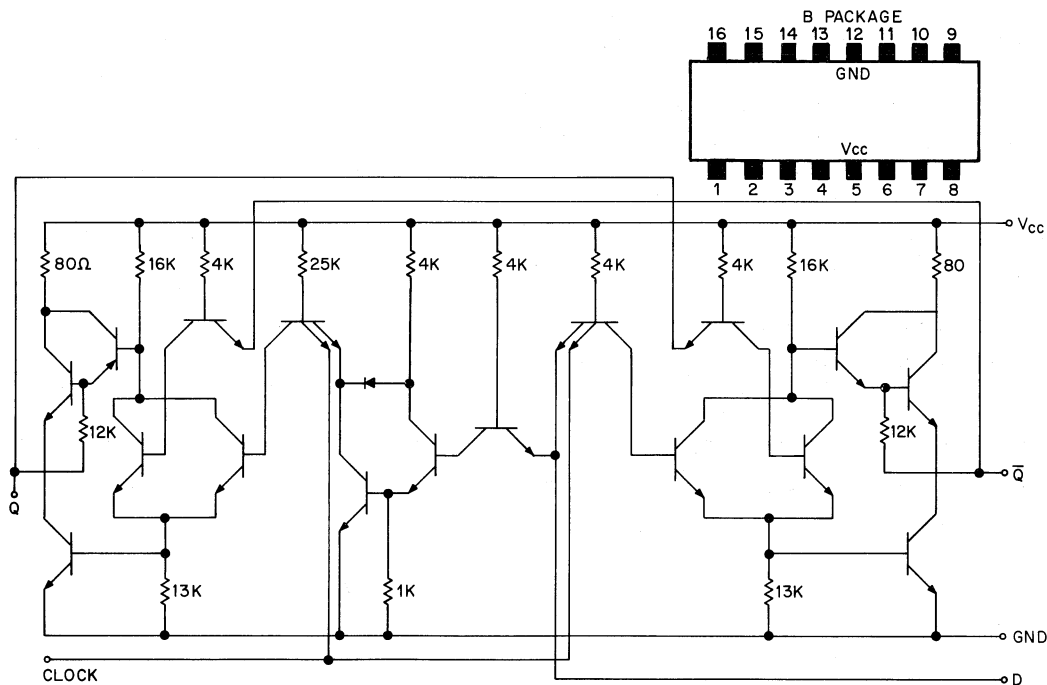 B PACKAGE
16 15 14 13 12 11 10 9
GND
Vcc
1 2 3 4 5 6 7 8
Vcc
80Ω 16K 4K 25K 4K 4K 4K 4K 16K 80
12K 12K
Q Q̅
13K 1K 13K
GND
CLOCK D